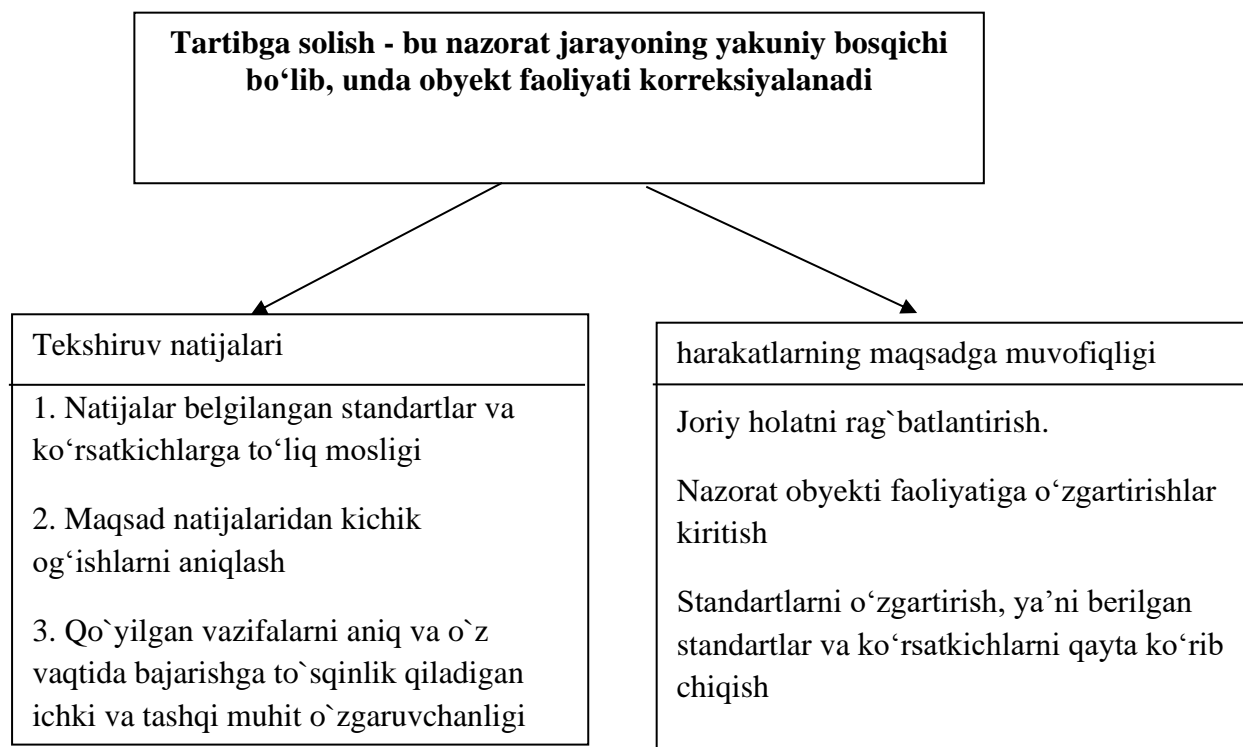 Tartibga solish - bu nazorat jarayoning yakuniy bosqichi
bo‘lib, unda obyekt faoliyati korreksiyalanadi
Tekshiruv natijalari
1. Natijalar belgilangan standartlar va
ko‘rsatkichlarga to‘liq mosligi
2. Maqsad natijalaridan kichik
og‘ishlarni aniqlash
3. Qo`yilgan vazifalarni aniq va o`z
vaqtida bajarishga to`sqinlik qiladigan
ichki va tashqi muhit o`zgaruvchanligi
harakatlarning maqsadga muvofiqligi
Joriy holatni rag`batlantirish.
Nazorat obyekti faoliyatiga o‘zgartirishlar
kiritish
Standartlarni o‘zgartirish, ya’ni berilgan
standartlar va ko‘rsatkichlarni qayta ko‘rib
chiqish